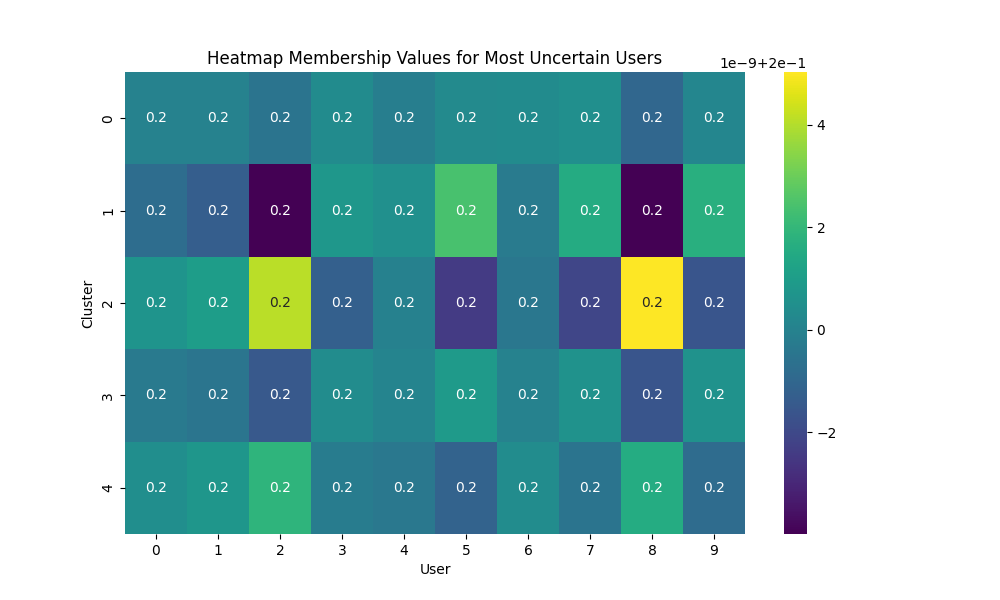 Heatmap Membership Values for Most Uncertain Users
1e−9+2e−1
0 0.2 0.2 0.2 0.2 0.2 0.2 0.2 0.2 0.2 0.2
4
1 0.2 0.2 0.2 0.2 0.2 0.2 0.2 0.2 0.2 0.2
2
Cluster
2 0.2 0.2 0.2 0.2 0.2 0.2 0.2 0.2 0.2 0.2
0
3 0.2 0.2 0.2 0.2 0.2 0.2 0.2 0.2 0.2 0.2
−2
4 0.2 0.2 0.2 0.2 0.2 0.2 0.2 0.2 0.2 0.2
0 1 2 3 4 5 6 7 8 9
User